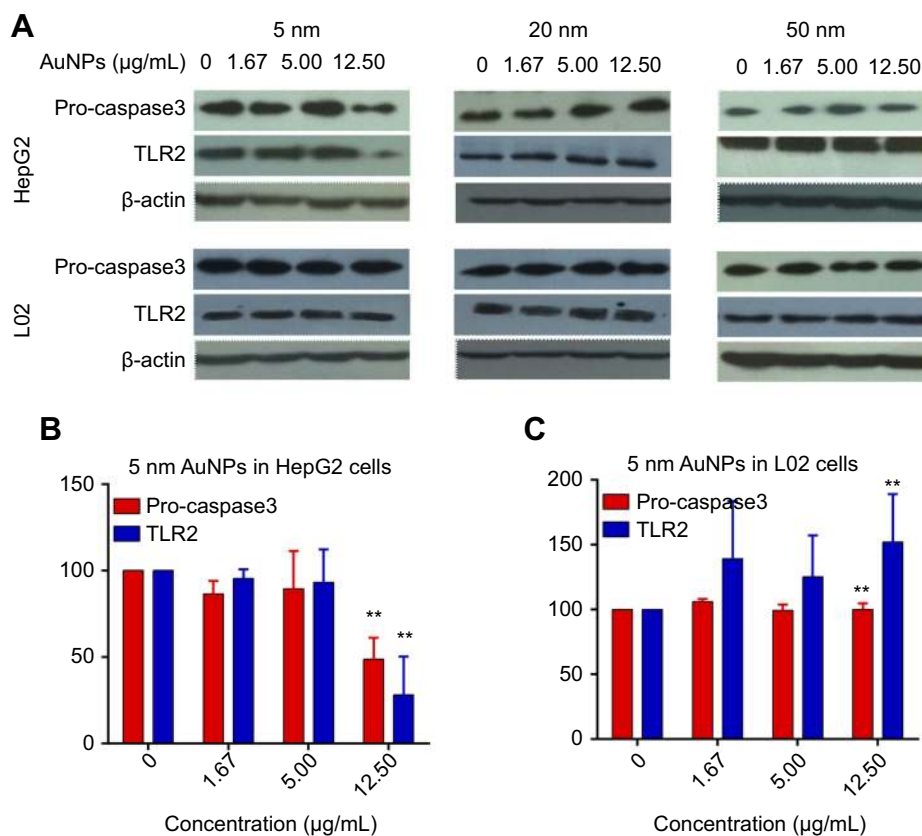 A
5 nm 20 nm 50 nm
AuNPs (µg/mL) 0 1.67 5.00 12.50 0 1.67 5.00 12.50 0 1.67 5.00 12.50
HepG2
Pro-caspase3
TLR2
β-actin
L02
Pro-caspase3
TLR2
β-actin
B
5 nm AuNPs in HepG2 cells
150
100
50
0
Pro-caspase3
TLR2
**
**
0 1.67 5.00 12.50
Concentration (µg/mL)
C
5 nm AuNPs in L02 cells
200
150
100
50
0
Pro-caspase3
TLR2
**
**
0 1.67 5.00 12.50
Concentration (µg/mL)